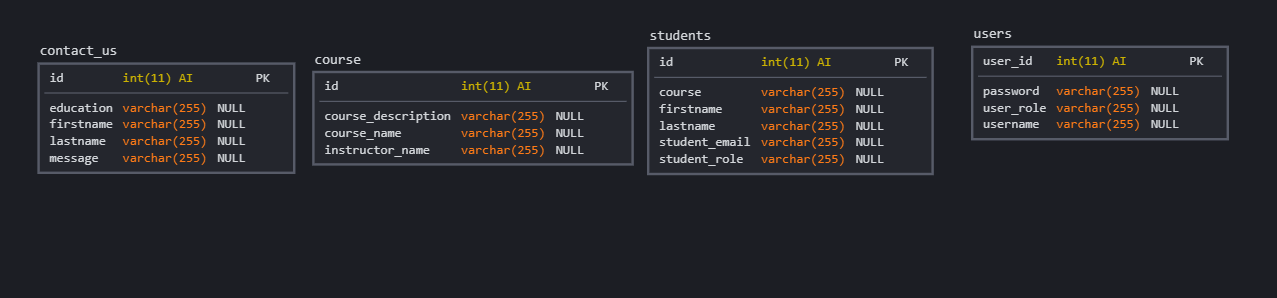 contact_us
id int(11) AI PK
education varchar(255) NULL
firstname varchar(255) NULL
lastname varchar(255) NULL
message varchar(255) NULL
course
id int(11) AI PK
course_description varchar(255) NULL
course_name varchar(255) NULL
instructor_name varchar(255) NULL
students
id int(11) AI PK
course varchar(255) NULL
firstname varchar(255) NULL
lastname varchar(255) NULL
student_email varchar(255) NULL
student_role varchar(255) NULL
users
user_id int(11) AI PK
password varchar(255) NULL
user_role varchar(255) NULL
username varchar(255) NULL